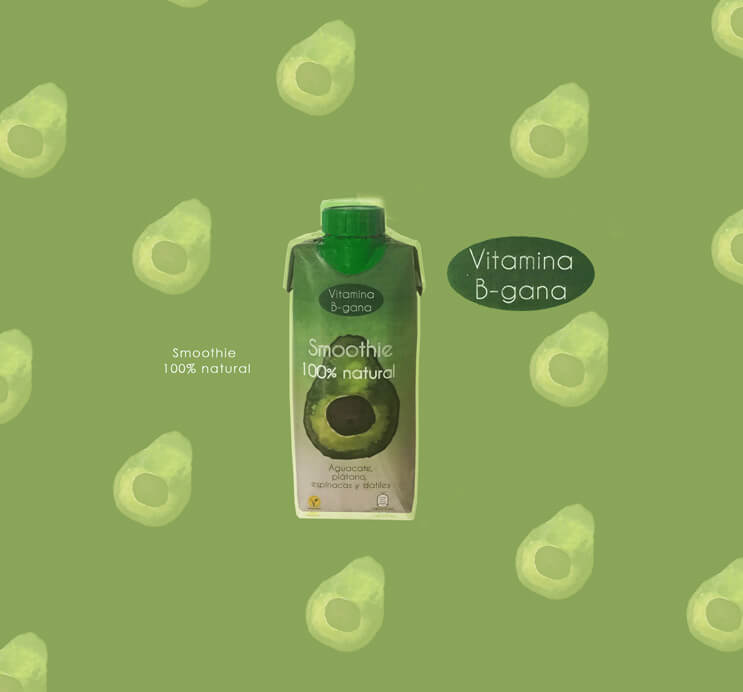 Vitamina
B-gana
Smoothie
100% natural
Aguacate,
plátano,
espinacas y dátiles
Vitamina
B-gana
Smoothie
100% natural